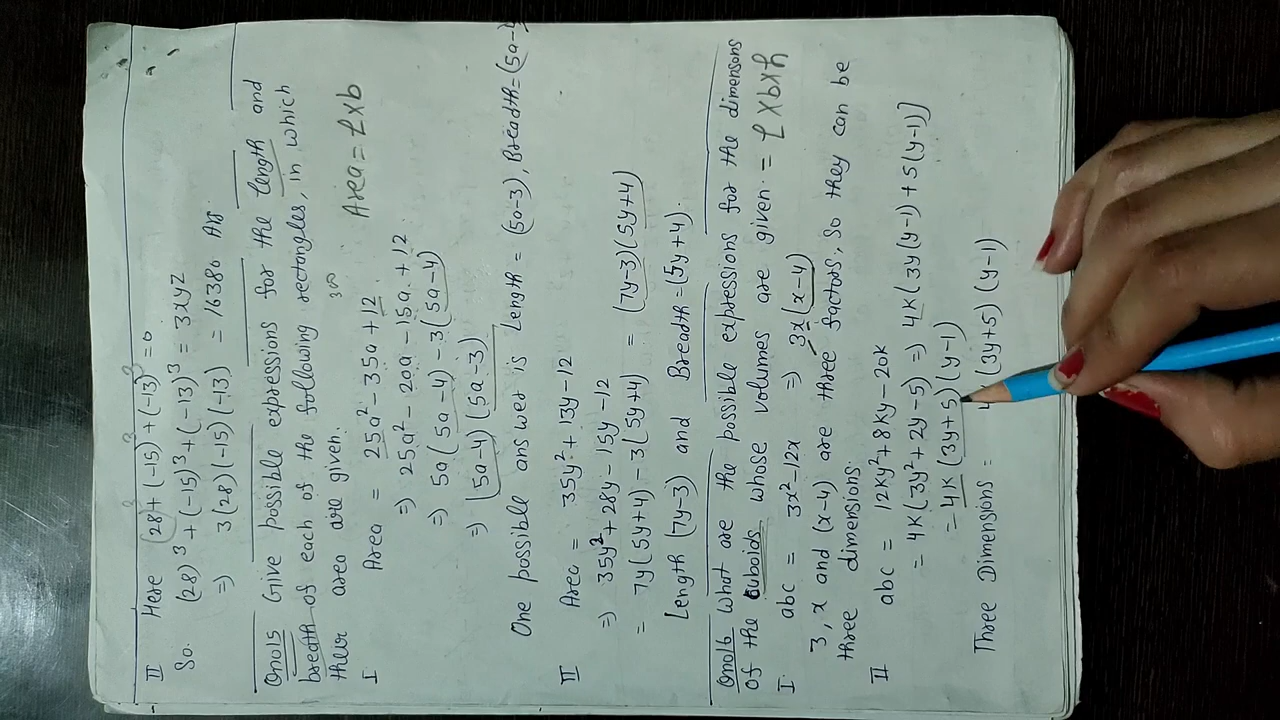 II Here (28 + (-15) + (-13) = 0
So. (28)³ + (-15)³ + (-13)³ = 3xyz
=> 3(28)(-15)(-13) = 16380 Ans
Qno15 Give possible expressions for the length and
breath of each of the following rectangles, in which
their area are given.
Area = L x b
I Area = 25a² - 35a + 12
=> 25a² - 20a - 15a + 12
=> 5a(5a-4) - 3(5a-4)
=> (5a-4) (5a-3)
One possible answer is Length = (5a-3), Breadth = (5a-4
II Area = 35y² + 13y - 12
=> 35y² + 28y - 15y - 12
= 7y(5y+4) - 3(5y+4) = (7y-3)(5y+4)
Length (7y-3) and Breadth = (5y+4).
Qno16 What are the possible expressions for the dimensons
of the cuboids whose volumes are given. = L x b x h
I abc = 3x² - 12x => 3x(x-4)
3, x and (x-4) are three factors, So they can be
three dimensions.
II abc = 12Ky² + 8Ky - 20K
= 4K(3y² + 2y - 5) => 4K(3y(y-1) + 5(y-1)]
= 4K(3y+5)(y-1)
Three Dimensions = (3y+5) (y-1)